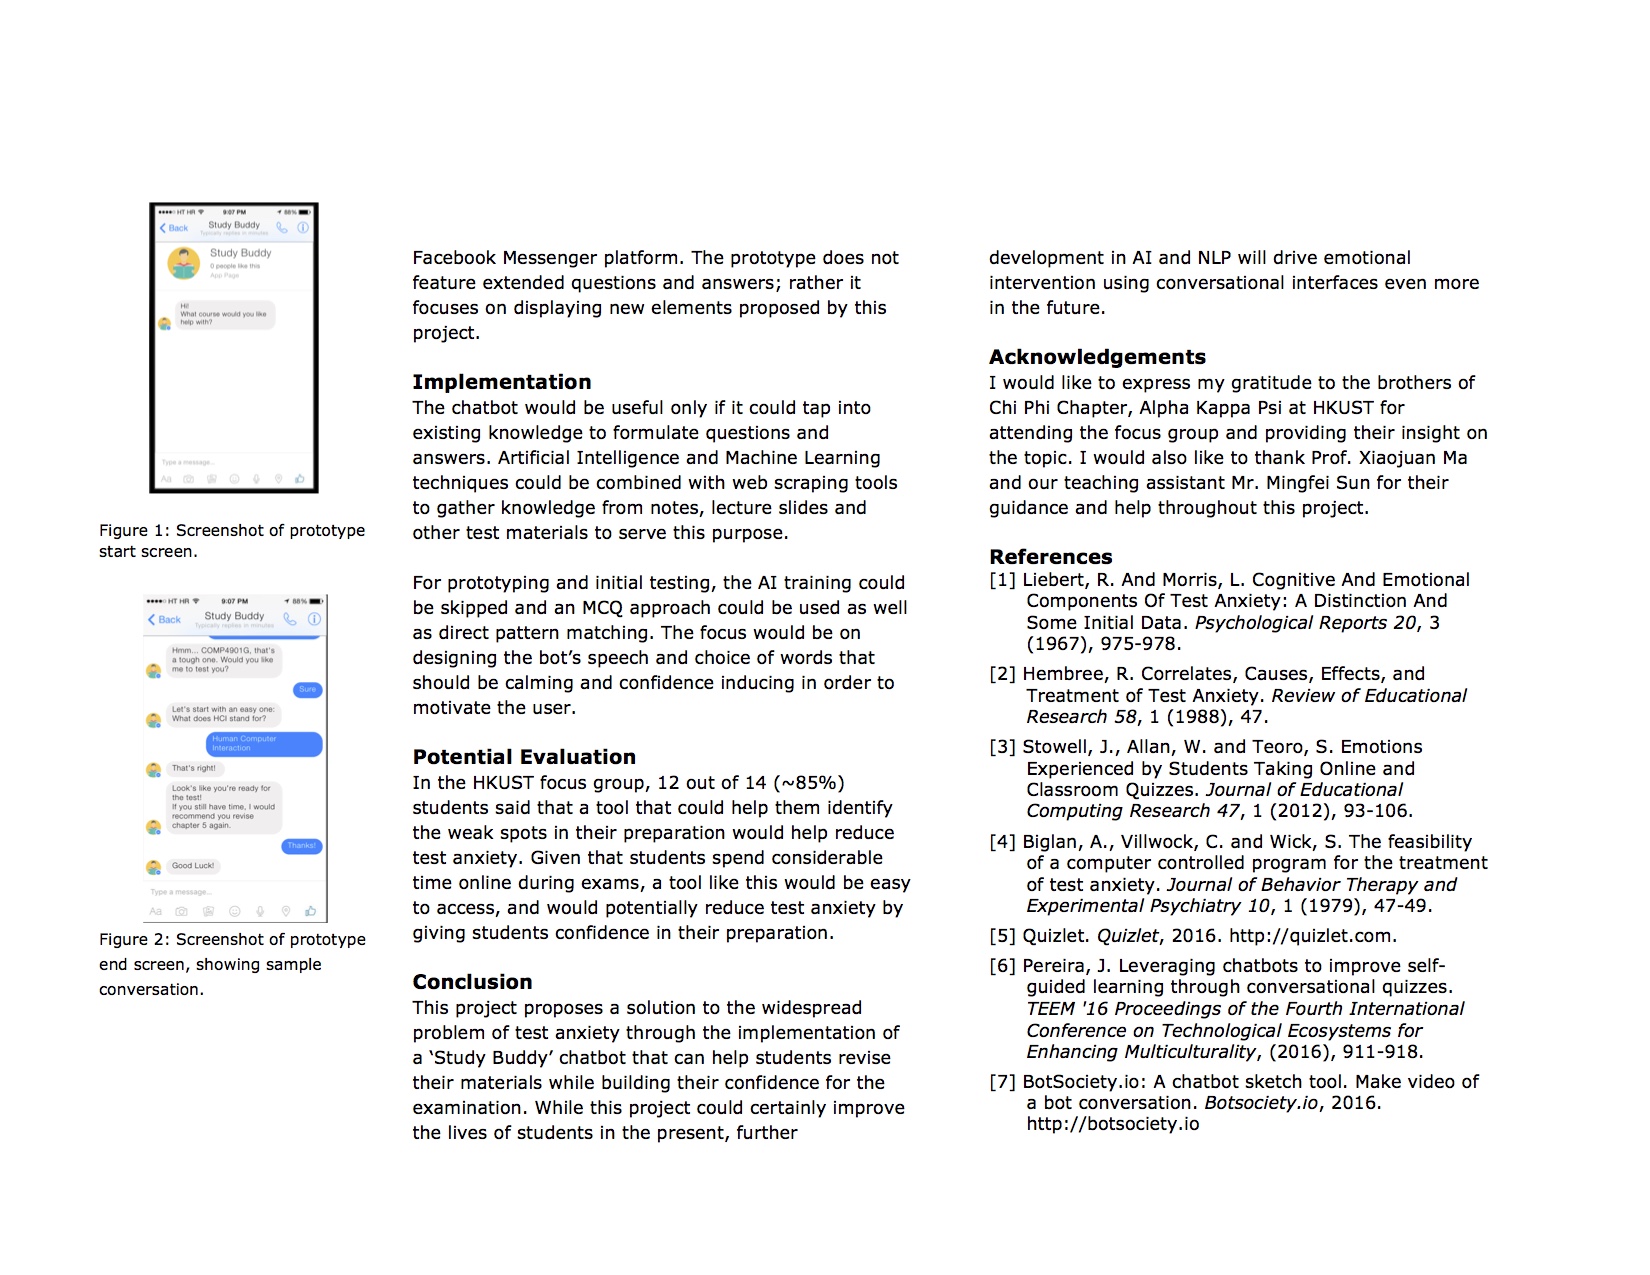 ●●●●○ HT HR 9:07 PM 88%
Back Study Buddy
Typically replies in minutes
Study Buddy
0 people like this
App Page
Hi!
What course would you like
help with?
Type a message...
Aa
Figure 1: Screenshot of prototype
start screen.
●●●●○ HT HR 9:07 PM 88%
Back Study Buddy
Typically replies in minutes
Hmm... COMP4901G, that's
a tough one. Would you like
me to test you?
Sure
Let's start with an easy one:
What does HCI stand for?
Human Computer
Interaction
That's right!
Look's like you're ready for
the test!
If you still have time, I would
recommend you revise
chapter 5 again.
Thanks!
Good Luck!
Type a message...
Aa
Figure 2: Screenshot of prototype
end screen, showing sample
conversation.
Facebook Messenger platform. The prototype does not
feature extended questions and answers; rather it
focuses on displaying new elements proposed by this
project.
Implementation
The chatbot would be useful only if it could tap into
existing knowledge to formulate questions and
answers. Artificial Intelligence and Machine Learning
techniques could be combined with web scraping tools
to gather knowledge from notes, lecture slides and
other test materials to serve this purpose.
For prototyping and initial testing, the AI training could
be skipped and an MCQ approach could be used as well
as direct pattern matching. The focus would be on
designing the bot's speech and choice of words that
should be calming and confidence inducing in order to
motivate the user.
Potential Evaluation
In the HKUST focus group, 12 out of 14 (~85%)
students said that a tool that could help them identify
the weak spots in their preparation would help reduce
test anxiety. Given that students spend considerable
time online during exams, a tool like this would be easy
to access, and would potentially reduce test anxiety by
giving students confidence in their preparation.
Conclusion
This project proposes a solution to the widespread
problem of test anxiety through the implementation of
a ‘Study Buddy’ chatbot that can help students revise
their materials while building their confidence for the
examination. While this project could certainly improve
the lives of students in the present, further
development in AI and NLP will drive emotional
intervention using conversational interfaces even more
in the future.
Acknowledgements
I would like to express my gratitude to the brothers of
Chi Phi Chapter, Alpha Kappa Psi at HKUST for
attending the focus group and providing their insight on
the topic. I would also like to thank Prof. Xiaojuan Ma
and our teaching assistant Mr. Mingfei Sun for their
guidance and help throughout this project.
References
[1] Liebert, R. And Morris, L. Cognitive And Emotional
Components Of Test Anxiety: A Distinction And
Some Initial Data. Psychological Reports 20, 3
(1967), 975-978.
[2] Hembree, R. Correlates, Causes, Effects, and
Treatment of Test Anxiety. Review of Educational
Research 58, 1 (1988), 47.
[3] Stowell, J., Allan, W. and Teoro, S. Emotions
Experienced by Students Taking Online and
Classroom Quizzes. Journal of Educational
Computing Research 47, 1 (2012), 93-106.
[4] Biglan, A., Villwock, C. and Wick, S. The feasibility
of a computer controlled program for the treatment
of test anxiety. Journal of Behavior Therapy and
Experimental Psychiatry 10, 1 (1979), 47-49.
[5] Quizlet. Quizlet, 2016. http://quizlet.com.
[6] Pereira, J. Leveraging chatbots to improve self-
guided learning through conversational quizzes.
TEEM '16 Proceedings of the Fourth International
Conference on Technological Ecosystems for
Enhancing Multiculturality, (2016), 911-918.
[7] BotSociety.io: A chatbot sketch tool. Make video of
a bot conversation. Botsociety.io, 2016.
http://botsociety.io